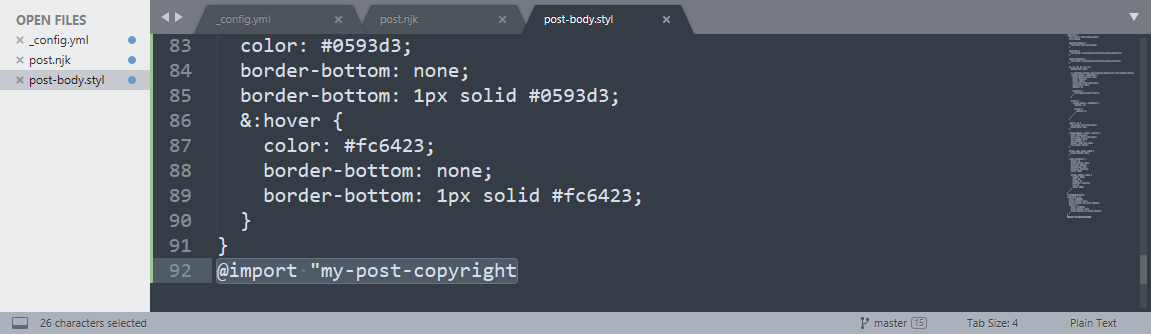 OPEN FILES
_config.yml
post.njk
post-body.styl
_config.yml
post.njk
post-body.styl
83 color: #0593d3;
84 border-bottom: none;
85 border-bottom: 1px solid #0593d3;
86 &:hover {
87 color: #fc6423;
88 border-bottom: none;
89 border-bottom: 1px solid #fc6423;
90 }
91 }
92 @import "my-post-copyright
26 characters selected
master 15
Tab Size: 4
Plain Text